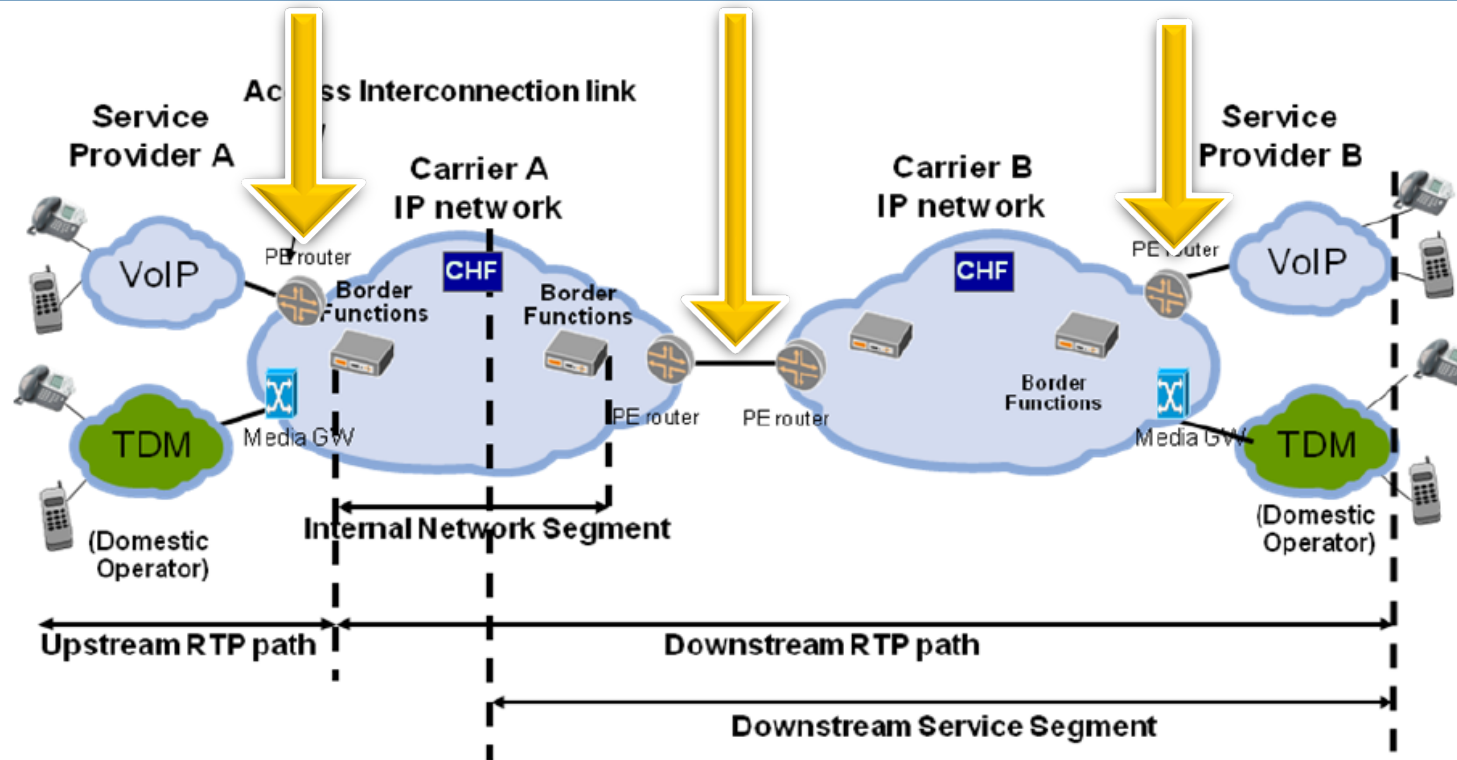 Ac ss Interconnection link
Service
Provider A
Carrier A
IP network
Carrier B
IP network
Service
Provider B
VoIP
PE router
CHF
Border
Functions
Border
Functions
CHF
PE router
VoIP
TDM
Media GW
PE router
PE router
Border
Functions
Media GW
TDM
(Domestic
Operator)
Internal Network Segment
(Domestic
Operator)
Upstream RTP path
Downstream RTP path
Downstream Service Segment